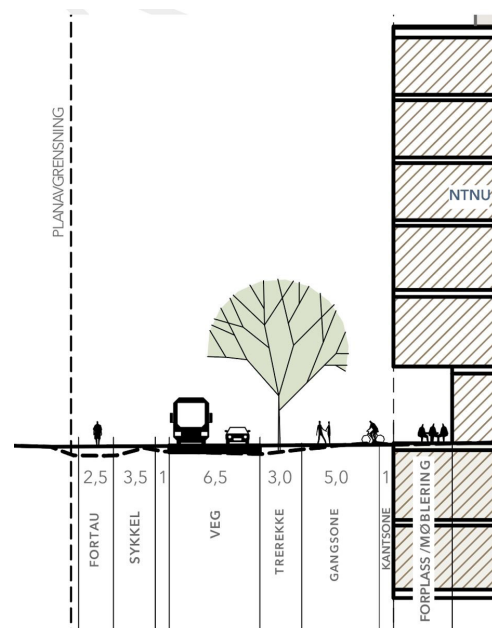 PLANAVGRENSNING
NTNU
2,5
3,5
1
6,5
3,0
5,0
1
FORTAU
SYKKEL
VEG
TREREKKE
GANGSONE
KANTSONE
FORPLASS /MØBLERING